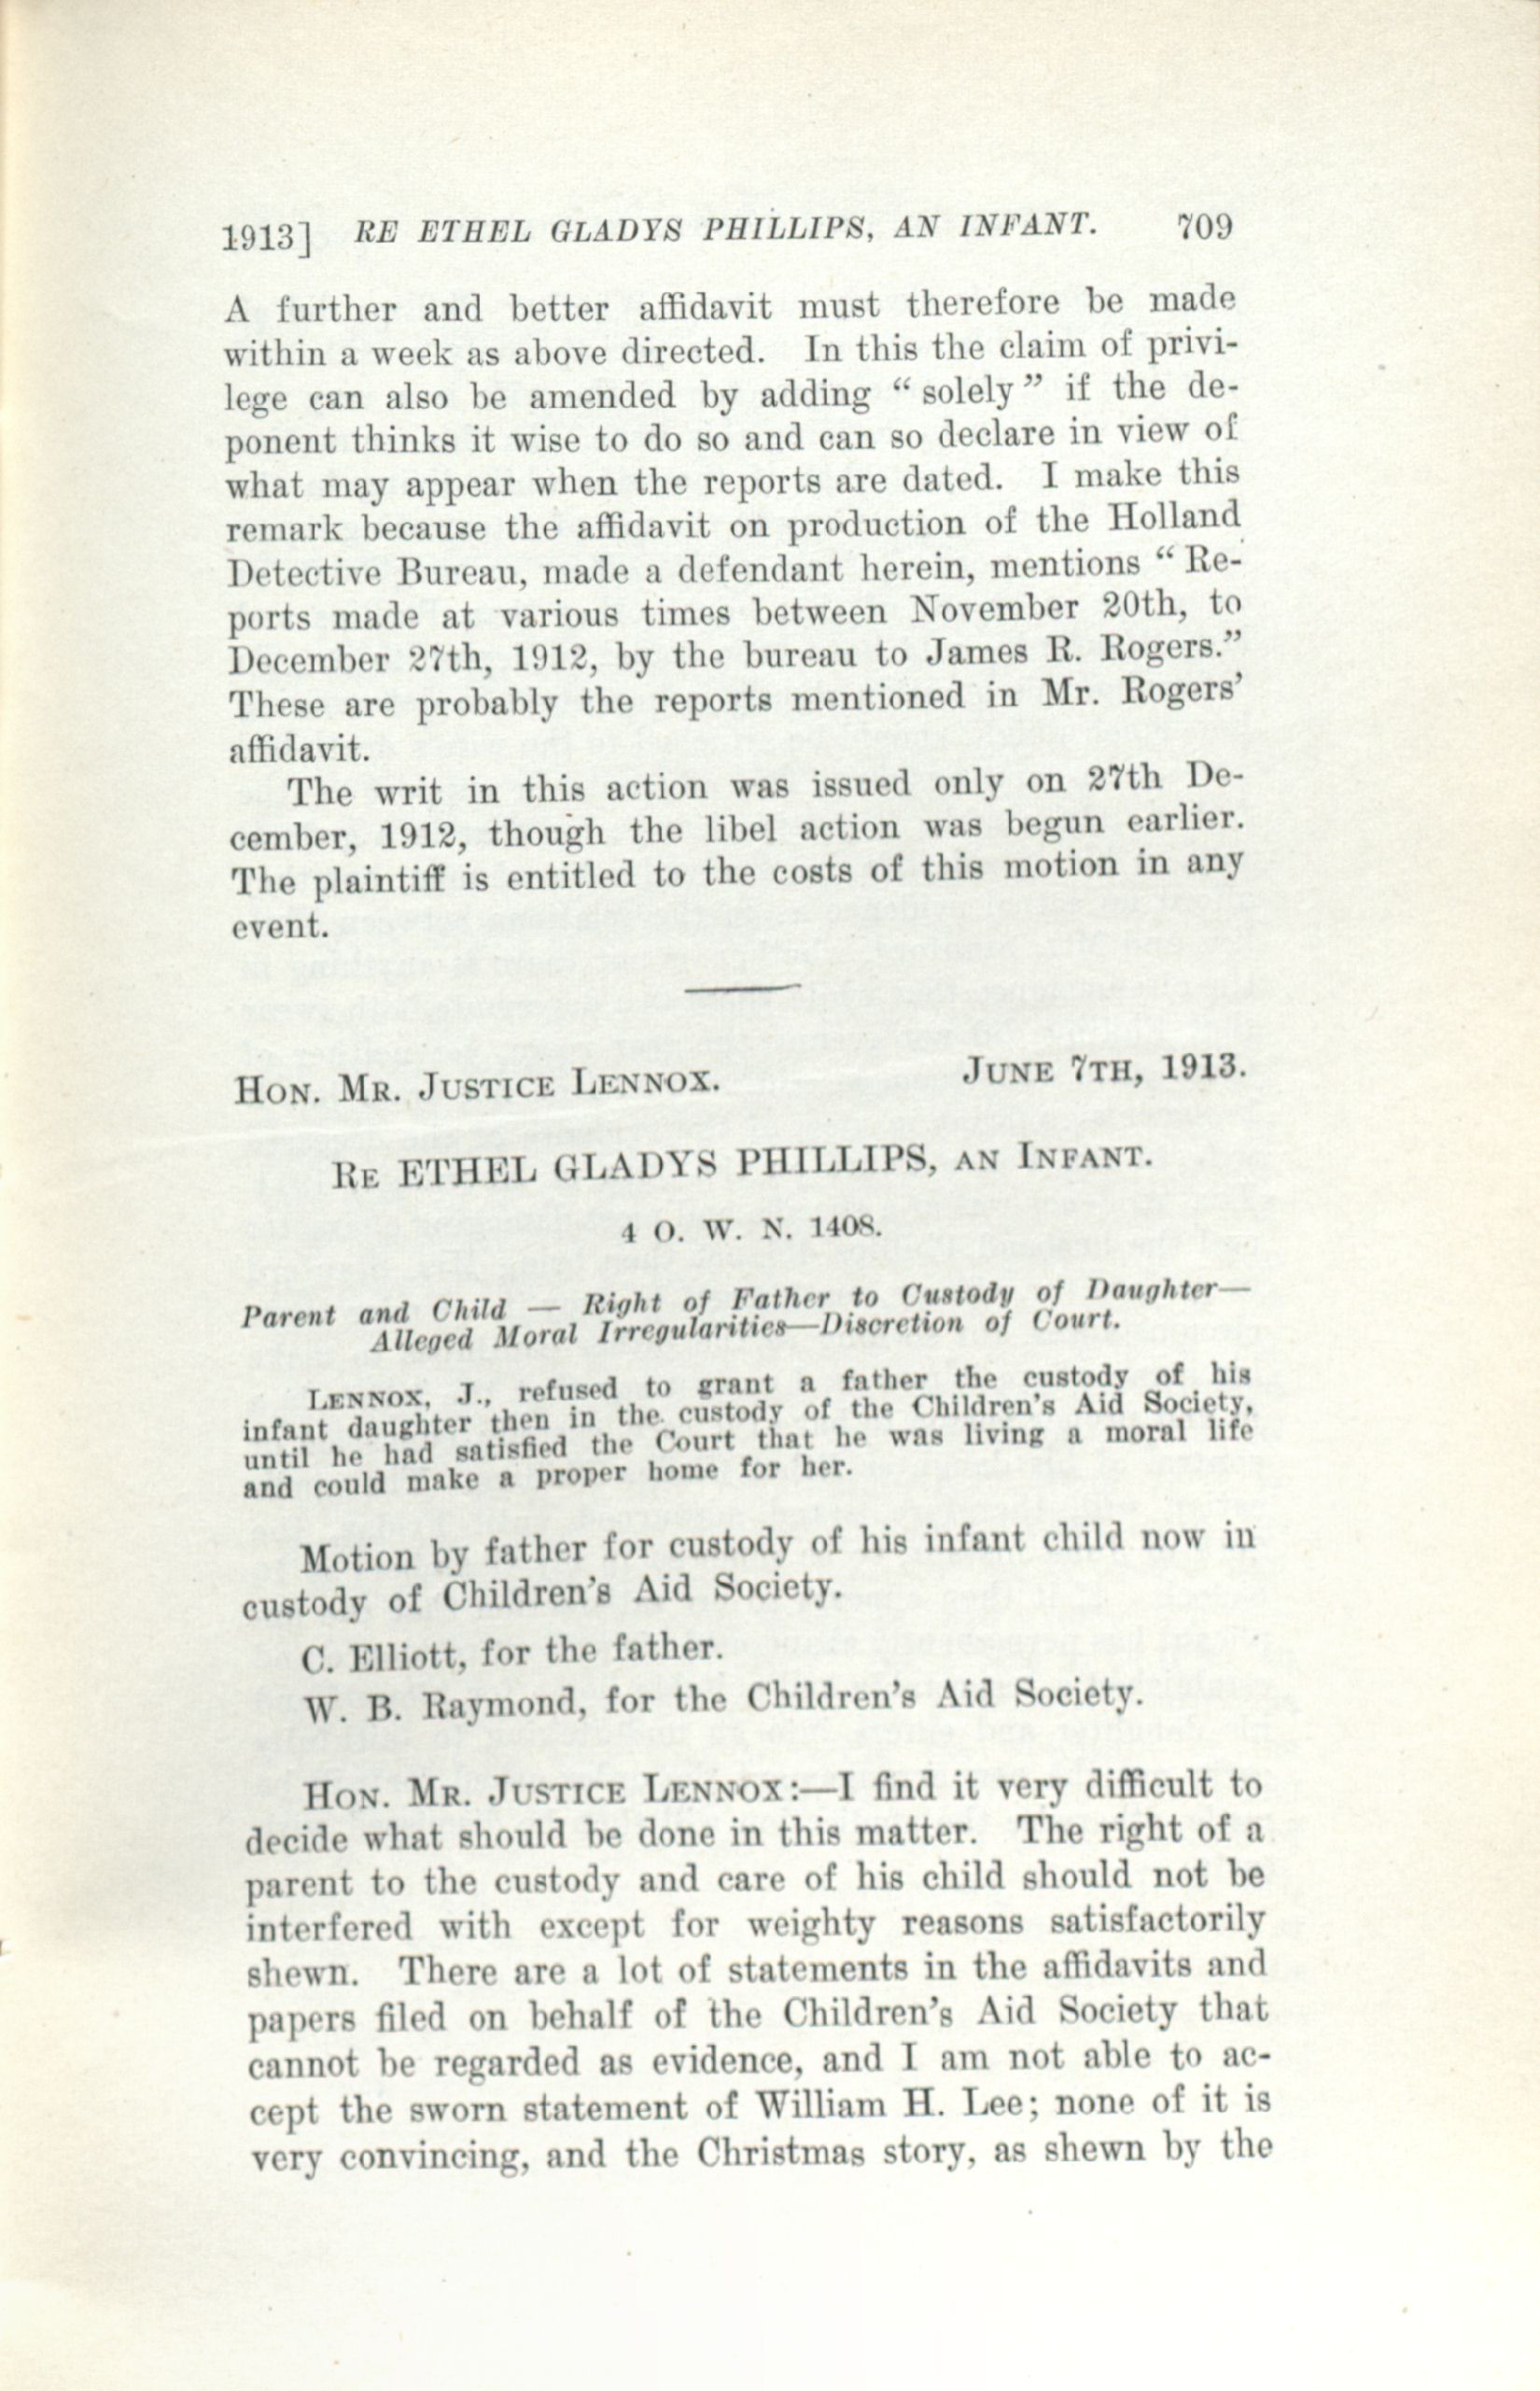 1913] RE ETHEL GLADYS PHILLIPS, AN INFANT. 709
A further and better affidavit must therefore be made
within a week as above directed. In this the claim of privi-
lege can also be amended by adding “ solely ” if the de-
ponent thinks it wise to do so and can so declare in view of
what may appear when the reports are dated. I make this
remark because the affidavit on production of the Holland
Detective Bureau, made a defendant herein, mentions “ Re-
ports made at various times between November 20th, to
December 27th, 1912, by the bureau to James R. Rogers.”
These are probably the reports mentioned in Mr. Rogers’
affidavit.
The writ in this action was issued only on 27th De-
cember, 1912, though the libel action was begun earlier.
The plaintiff is entitled to the costs of this motion in any
event.
HON. MR. JUSTICE LENNOX. JUNE 7TH, 1913.
RE ETHEL GLADYS PHILLIPS, AN INFANT.
4 O. W. N. 1408.
Parent and Child — Right of Father to Custody of Daughter—
Alleged Moral Irregularities—Discretion of Court.
LENNOX, J., refused to grant a father the custody of his
infant daughter then in the custody of the Children’s Aid Society,
until he had satisfied the Court that he was living a moral life
and could make a proper home for her.
Motion by father for custody of his infant child now in
custody of Children’s Aid Society.
C. Elliott, for the father.
W. B. Raymond, for the Children’s Aid Society.
HON. MR. JUSTICE LENNOX:—I find it very difficult to
decide what should be done in this matter. The right of a
parent to the custody and care of his child should not be
interfered with except for weighty reasons satisfactorily
shewn. There are a lot of statements in the affidavits and
papers filed on behalf of the Children’s Aid Society that
cannot be regarded as evidence, and I am not able to ac-
cept the sworn statement of William H. Lee; none of it is
very convincing, and the Christmas story, as shewn by the